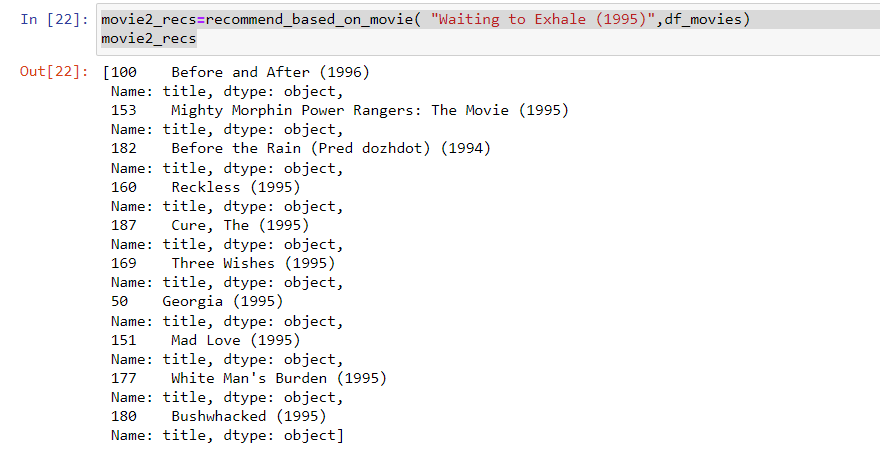 In [22]: movie2_recs=recommend_based_on_movie( "Waiting to Exhale (1995)",df_movies)
movie2_recs
Out[22]: [100    Before and After (1996)
Name: title, dtype: object,
153    Mighty Morphin Power Rangers: The Movie (1995)
Name: title, dtype: object,
182    Before the Rain (Pred dozhdot) (1994)
Name: title, dtype: object,
160    Reckless (1995)
Name: title, dtype: object,
187    Cure, The (1995)
Name: title, dtype: object,
169    Three Wishes (1995)
Name: title, dtype: object,
50    Georgia (1995)
Name: title, dtype: object,
151    Mad Love (1995)
Name: title, dtype: object,
177    White Man's Burden (1995)
Name: title, dtype: object,
180    Bushwhacked (1995)
Name: title, dtype: object]